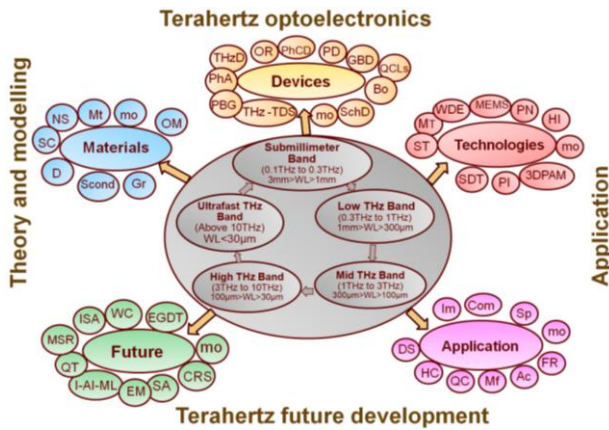 Terahertz optoelectronics
Theory and modelling
Application
THzD
OR
PhCD
PD
GBD
QCLs
PhA
Devices
Bo
PBG
THz -TDS
mo
SchD
NS
Mt
mo
OM
SC
Materials
D
Scond
Gr
WDE
MEMS
PN
HI
MT
ST
Technologies
mo
SDT
PI
3DPAM
Submillimeter
Band
(0.1THz to 0.3THz)
3mm>WL>1mm
Ultrafast THz
Band
(Above 10THz)
WL<30µm
Low THz Band
(0.3THz to 1THz)
1mm>WL>300µm
High THz Band
(3THz to 10THz)
100µm>WL>30µm
Mid THz Band
(1THz to 3THz)
300µm>WL>100µm
ISA
WC
EGDT
MSR
Future
mo
QT
CRS
I-AI-ML
EM
SA
Im
Com
Sp
mo
DS
Application
FR
HC
QC
Mf
Ac
Terahertz future development